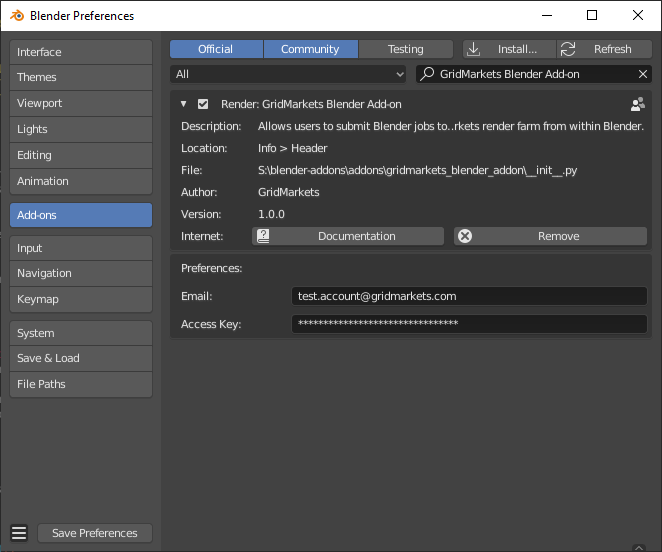 Blender Preferences
Interface
Themes
Viewport
Lights
Editing
Animation
Add-ons
Input
Navigation
Keymap
System
Save & Load
File Paths
Save Preferences
Official Community Testing Install... Refresh
All GridMarkets Blender Add-on
Render: GridMarkets Blender Add-on
Description: Allows users to submit Blender jobs to..rkets render farm from within Blender.
Location: Info > Header
File: S:\blender-addons\addons\gridmarkets_blender_addon\__init__.py
Author: GridMarkets
Version: 1.0.0
Internet: Documentation Remove
Preferences:
Email: test.account@gridmarkets.com
Access Key: ********************************